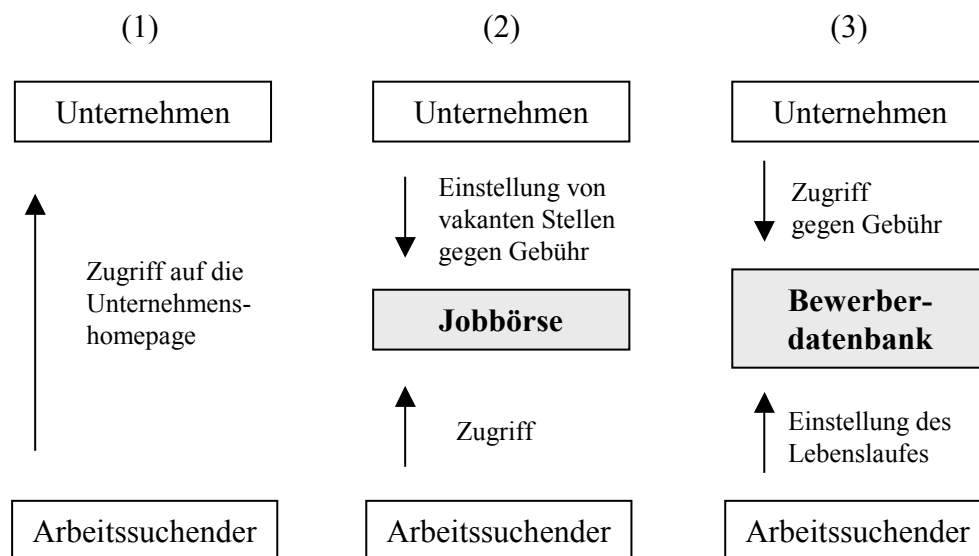 (1)
Unternehmen
Zugriff auf die
Unternehmens-
homepage
Arbeitssuchender
(2)
Unternehmen
Einstellung von
vakanten Stellen
gegen Gebühr
Jobbörse
Zugriff
Arbeitssuchender
(3)
Unternehmen
Zugriff
gegen Gebühr
Bewerber-
datenbank
Einstellung des
Lebenslaufes
Arbeitssuchender